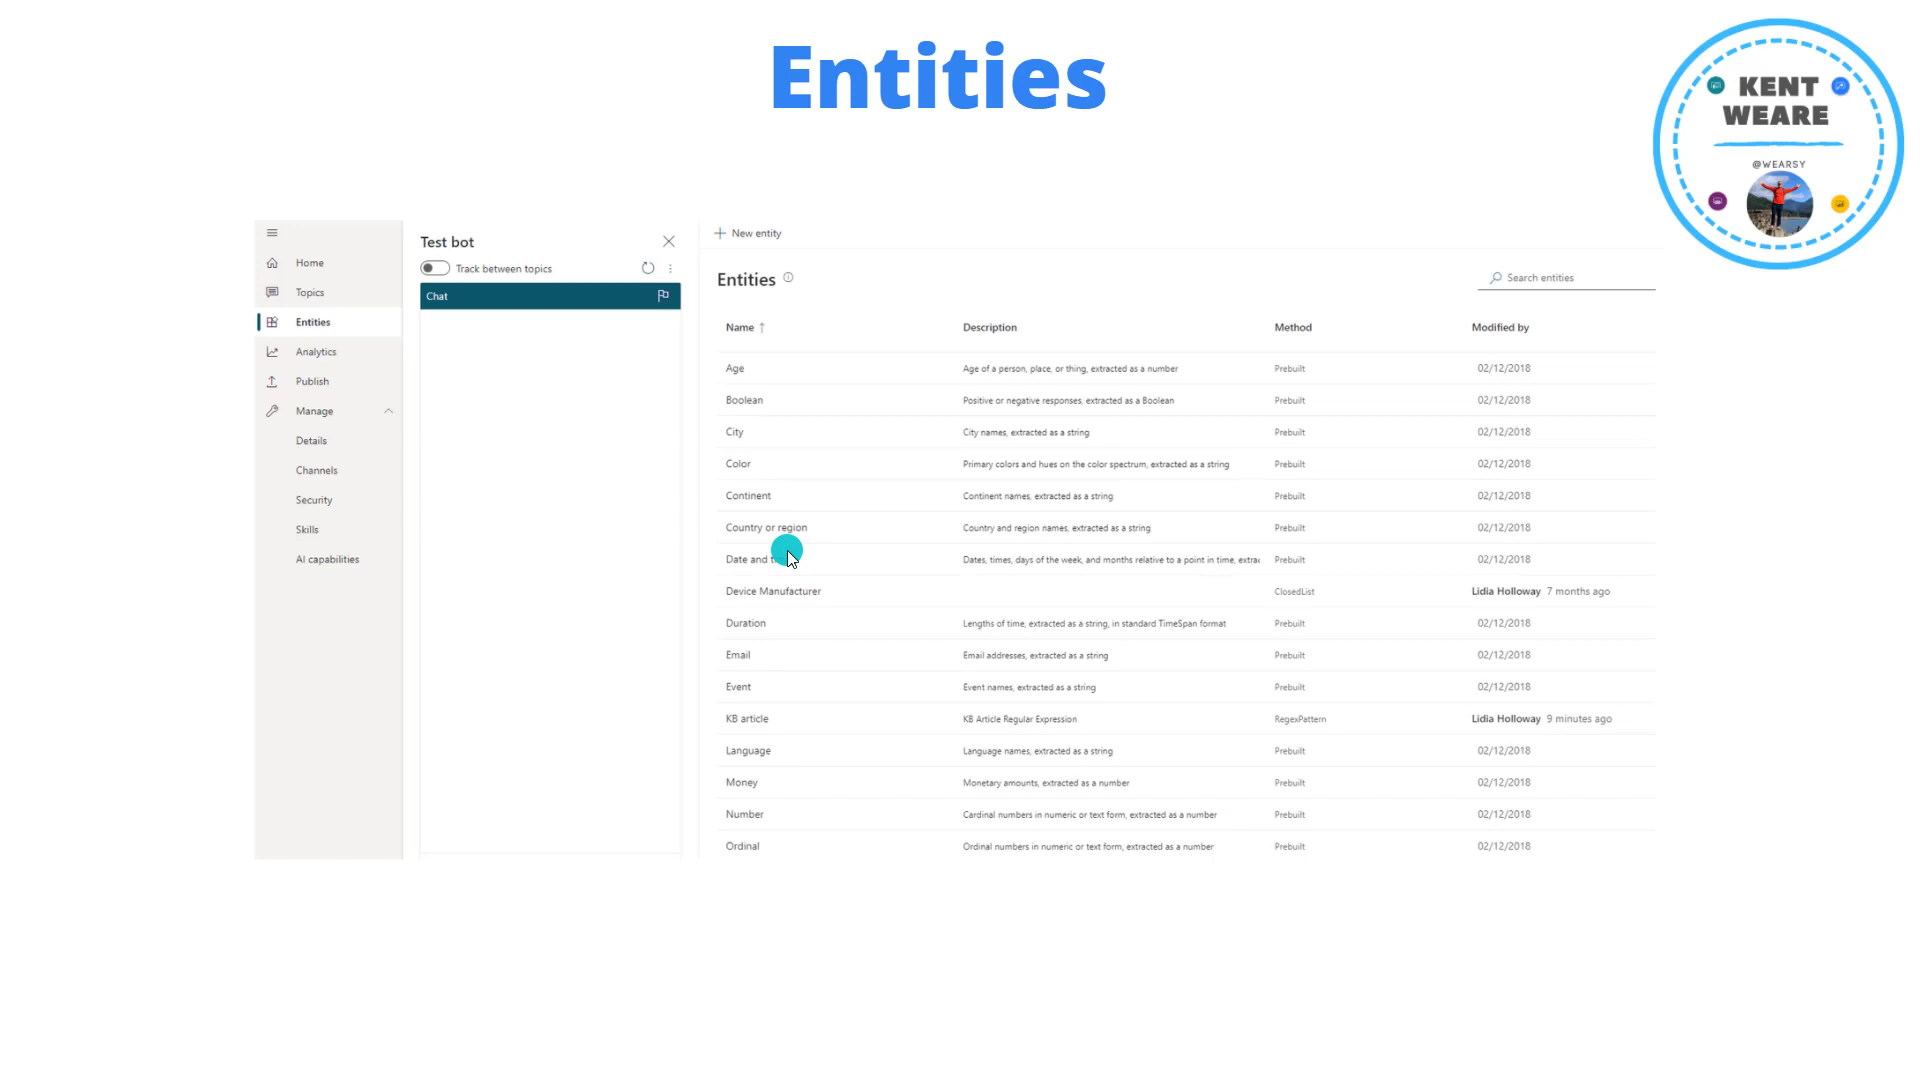 Entities
KENT
WEARE
@WEARSY
Home
Topics
Entities
Analytics
Publish
Manage
Details
Channels
Security
Skills
AI capabilities
Test bot
Track between topics
Chat
New entity
Entities
Search entities
Name Description Method Modified by
Age Age of a person, place, or thing, extracted as a number Prebuilt 02/12/2018
Boolean Positive or negative responses, extracted as a Boolean Prebuilt 02/12/2018
City City names, extracted as a string Prebuilt 02/12/2018
Color Primary colors and hues on the color spectrum, extracted as a string Prebuilt 02/12/2018
Continent Continent names, extracted as a string Prebuilt 02/12/2018
Country or region Country and region names, extracted as a string Prebuilt 02/12/2018
Date and Dates, times, days of the week, and months relative to a point in time, extra Prebuilt 02/12/2018
Device Manufacturer ClosedList Lidia Holloway 7 months ago
Duration Lengths of time, extracted as a string, in standard TimeSpan format Prebuilt 02/12/2018
Email Email addresses, extracted as a string Prebuilt 02/12/2018
Event Event names, extracted as a string Prebuilt 02/12/2018
KB article KB Article Regular Expression RegexPattern Lidia Holloway 9 minutes ago
Language Language names, extracted as a string Prebuilt 02/12/2018
Money Monetary amounts, extracted as a number Prebuilt 02/12/2018
Number Cardinal numbers in numeric or text form, extracted as a number Prebuilt 02/12/2018
Ordinal Ordinal numbers in numeric or text form, extracted as a number Prebuilt 02/12/2018